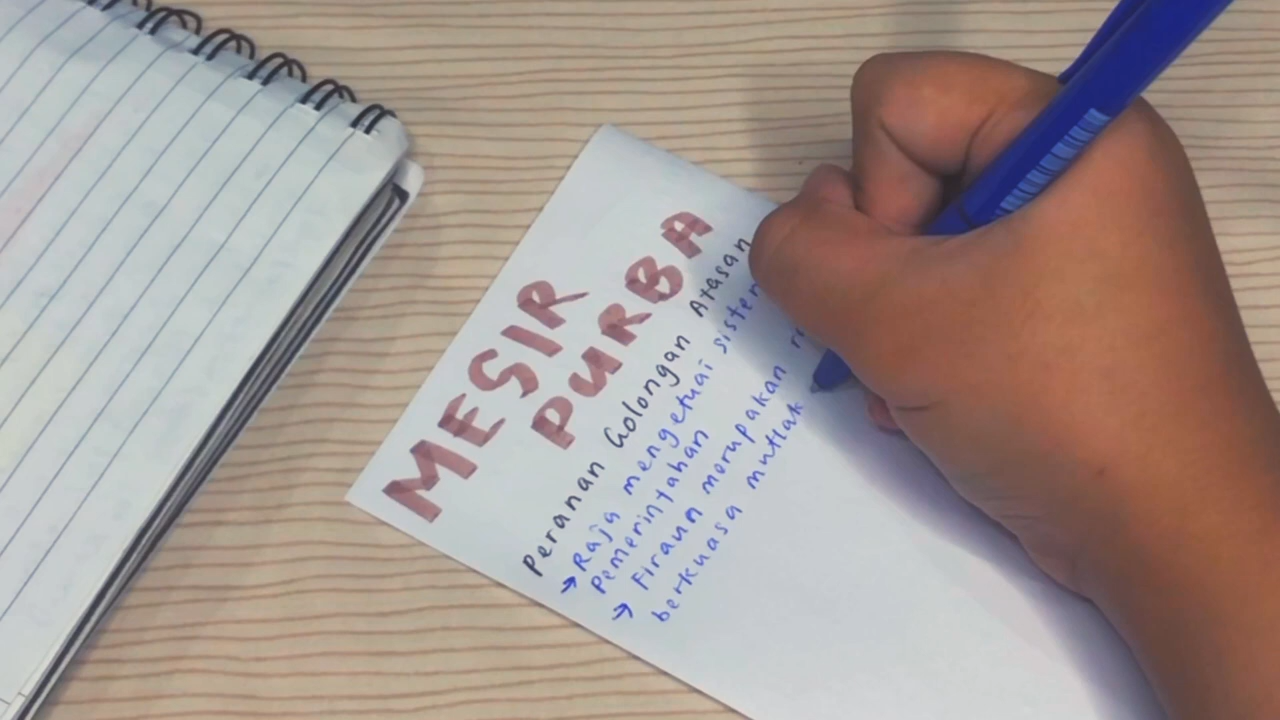 MESIR
PURBA
Peranan Golongan Atasan
→ Raja mengetuai sistem
Pemerintahan
→ Firaun merupakan
berkuasa mutlak